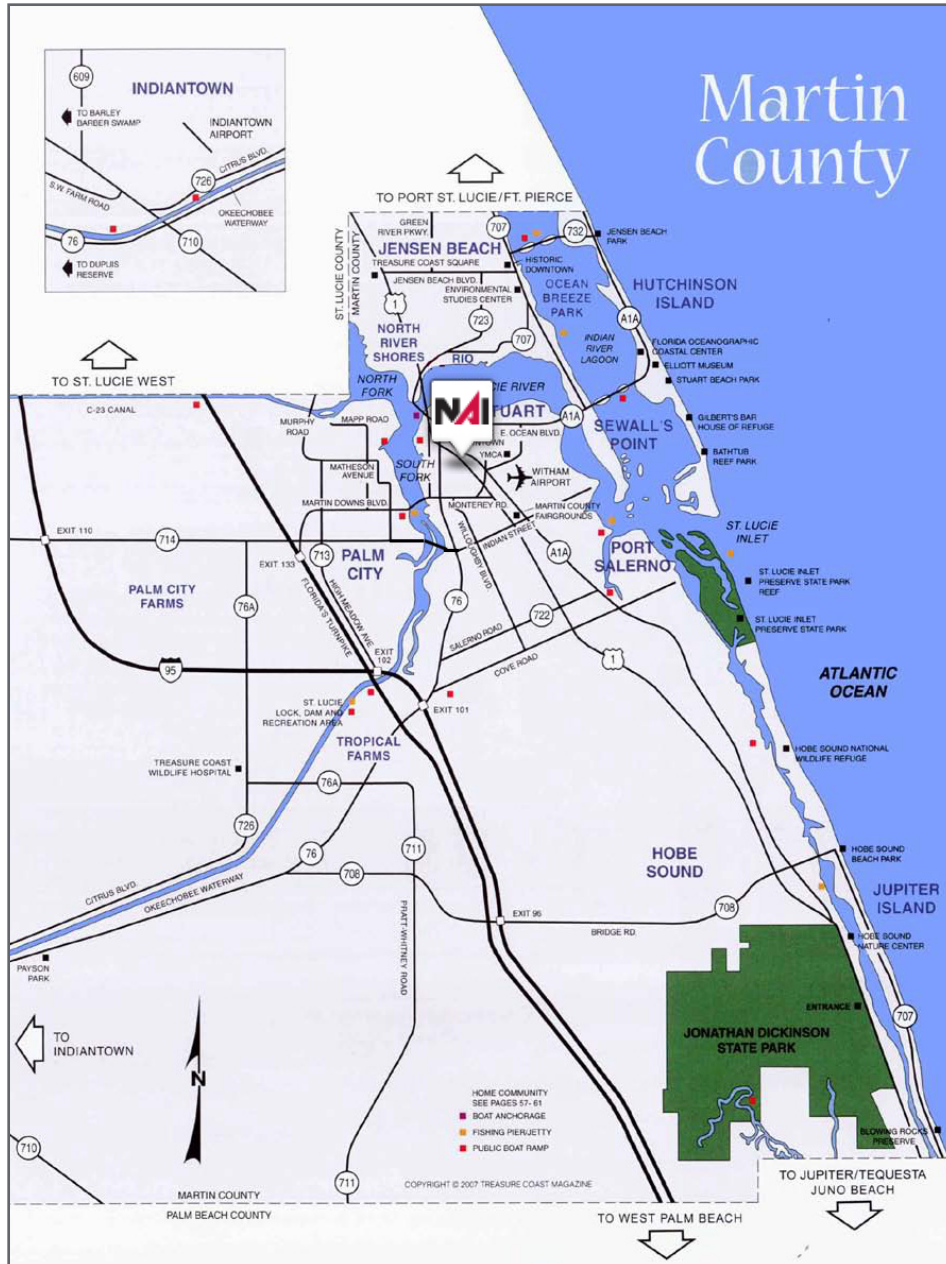 Martin
County
609
INDIANTOWN
TO BARLEY
BARBER SWAMP
INDIANTOWN
AIRPORT
CITRUS BLVD.
726
S.W. FARM ROAD
OKEECHOBEE
WATERWAY
76
710
TO DUPUIS
RESERVE
TO PORT ST. LUCIE/FT. PIERCE
GREEN
RIVER PKWY.
707
732
JENSEN BEACH
PARK
JENSEN BEACH
TREASURE COAST SQUARE
HISTORIC
DOWNTOWN
ST. LUCIE COUNTY
MARTIN COUNTY
JENSEN BEACH BLVD.
ENVIRONMENTAL
STUDIES CENTER
OCEAN
BREEZE
PARK
HUTCHINSON
ISLAND
1
723
A1A
NORTH
RIVER
SHORES
707
INDIAN
RIVER
LAGOON
FLORIDA OCEANOGRAPHIC
COASTAL CENTER
RIO
ELLIOTT MUSEUM
TO ST. LUCIE WEST
NORTH
FORK
CIE RIVER
STUART BEACH PARK
C-23 CANAL
NAI
TUART
A1A
MURPHY
ROAD
MAPP ROAD
E. OCEAN BLVD.
SEWALL'S
POINT
GILBERT'S BAR
HOUSE OF REFUGE
NTOWN
YMCA
BATHTUB
REEF PARK
SOUTH
FORK
MATHESON
AVENUE
WITHAM
AIRPORT
MARTIN DOWNS BLVD.
MONTEREY RD.
MARTIN COUNTY
FAIRGROUNDS
INDIAN STREET
ST. LUCIE
INLET
EXIT 110
714
713
EXIT 133
PALM
CITY
WILLOUGHBY BLVD.
A1A
PORT
SALERNO
ST. LUCIE INLET
PRESERVE STATE PARK
REEF
PALM CITY
FARMS
76A
HIGH MEADOW AVE.
FLORIDA'S TURNPIKE
76
722
SALERNO ROAD
ST. LUCIE INLET
PRESERVE STATE PARK
COVE ROAD
1
95
EXIT
102
ATLANTIC
OCEAN
ST. LUCIE
LOCK, DAM AND
RECREATION AREA
EXIT 101
TROPICAL
FARMS
HOBE SOUND NATIONAL
WILDLIFE REFUGE
TREASURE COAST
WILDLIFE HOSPITAL
76A
726
711
76
708
HOBE
SOUND
HOBE SOUND
BEACH PARK
CITRUS BLVD.
OKEECHOBEE WATERWAY
JUPITER
ISLAND
708
EXIT 96
BRIDGE RD.
HOBE SOUND
NATURE CENTER
PRATT-WHITNEY ROAD
PAYSON
PARK
ENTRANCE
707
TO
INDIANTOWN
JONATHAN DICKINSON
STATE PARK
N
HOME COMMUNITY
SEE PAGES 57- 61
BOAT ANCHORAGE
FISHING PIER/JETTY
PUBLIC BOAT RAMP
BLOWING ROCKS
PRESERVE
710
711
COPYRIGHT © 2007 TREASURE COAST MAGAZINE
MARTIN COUNTY
PALM BEACH COUNTY
TO JUPITER/TEQUESTA
JUNO BEACH
TO WEST PALM BEACH